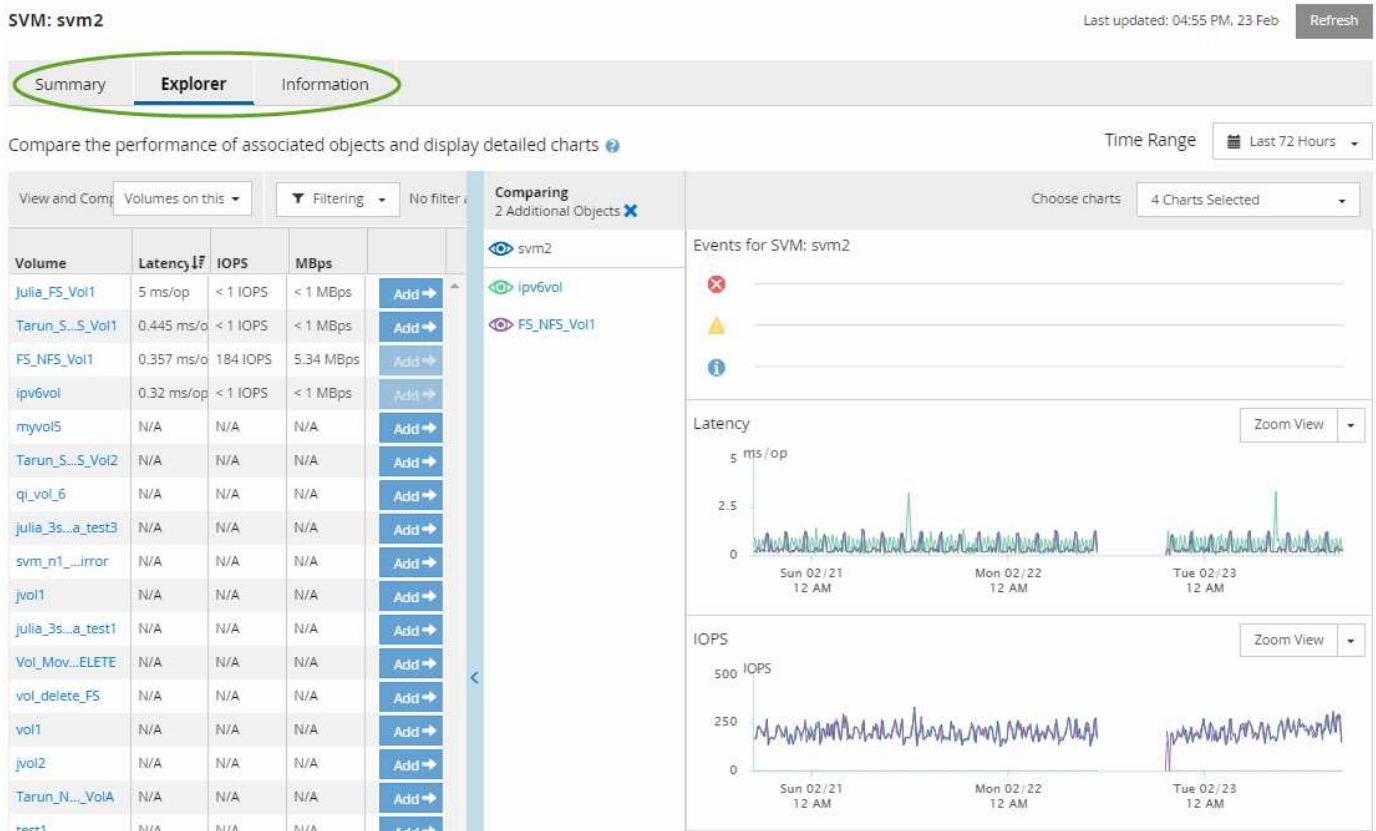 SVM: svm2
Last updated: 04:55 PM, 23 Feb Refresh
Summary Explorer Information
Compare the performance of associated objects and display detailed charts ?
Time Range Last 72 Hours
View and Comp Volumes on this Filtering No filter
Comparing
2 Additional Objects
Choose charts 4 Charts Selected
Volume Latency IOPS MBps
Julia_FS_Vol1 5 ms/op < 1 IOPS < 1 MBps Add
Tarun_S...S_Vol1 0.445 ms/o < 1 IOPS < 1 MBps Add
FS_NFS_Vol1 0.357 ms/o 184 IOPS 5.34 MBps Add
ipv6vol 0.32 ms/op < 1 IOPS < 1 MBps Add
myvol5 N/A N/A N/A Add
Tarun_S...S_Vol2 N/A N/A N/A Add
qi_vol_6 N/A N/A N/A Add
julia_3s...a_test3 N/A N/A N/A Add
svm_n1_...irror N/A N/A N/A Add
jvol1 N/A N/A N/A Add
julia_3s...a_test1 N/A N/A N/A Add
Vol_Mov...ELETE N/A N/A N/A Add
vol_delete_FS N/A N/A N/A Add
vol1 N/A N/A N/A Add
jvol2 N/A N/A N/A Add
Tarun_N..._VolA N/A N/A N/A Add
test1 N/A N/A N/A Add
svm2
ipv6vol
FS_NFS_Vol1
Events for SVM: svm2
Latency Zoom View
5 ms/op
2.5
0
Sun 02/21 Mon 02/22 Tue 02/23
12 AM 12 AM 12 AM
IOPS Zoom View
500 IOPS
250
0
Sun 02/21 Mon 02/22 Tue 02/23
12 AM 12 AM 12 AM